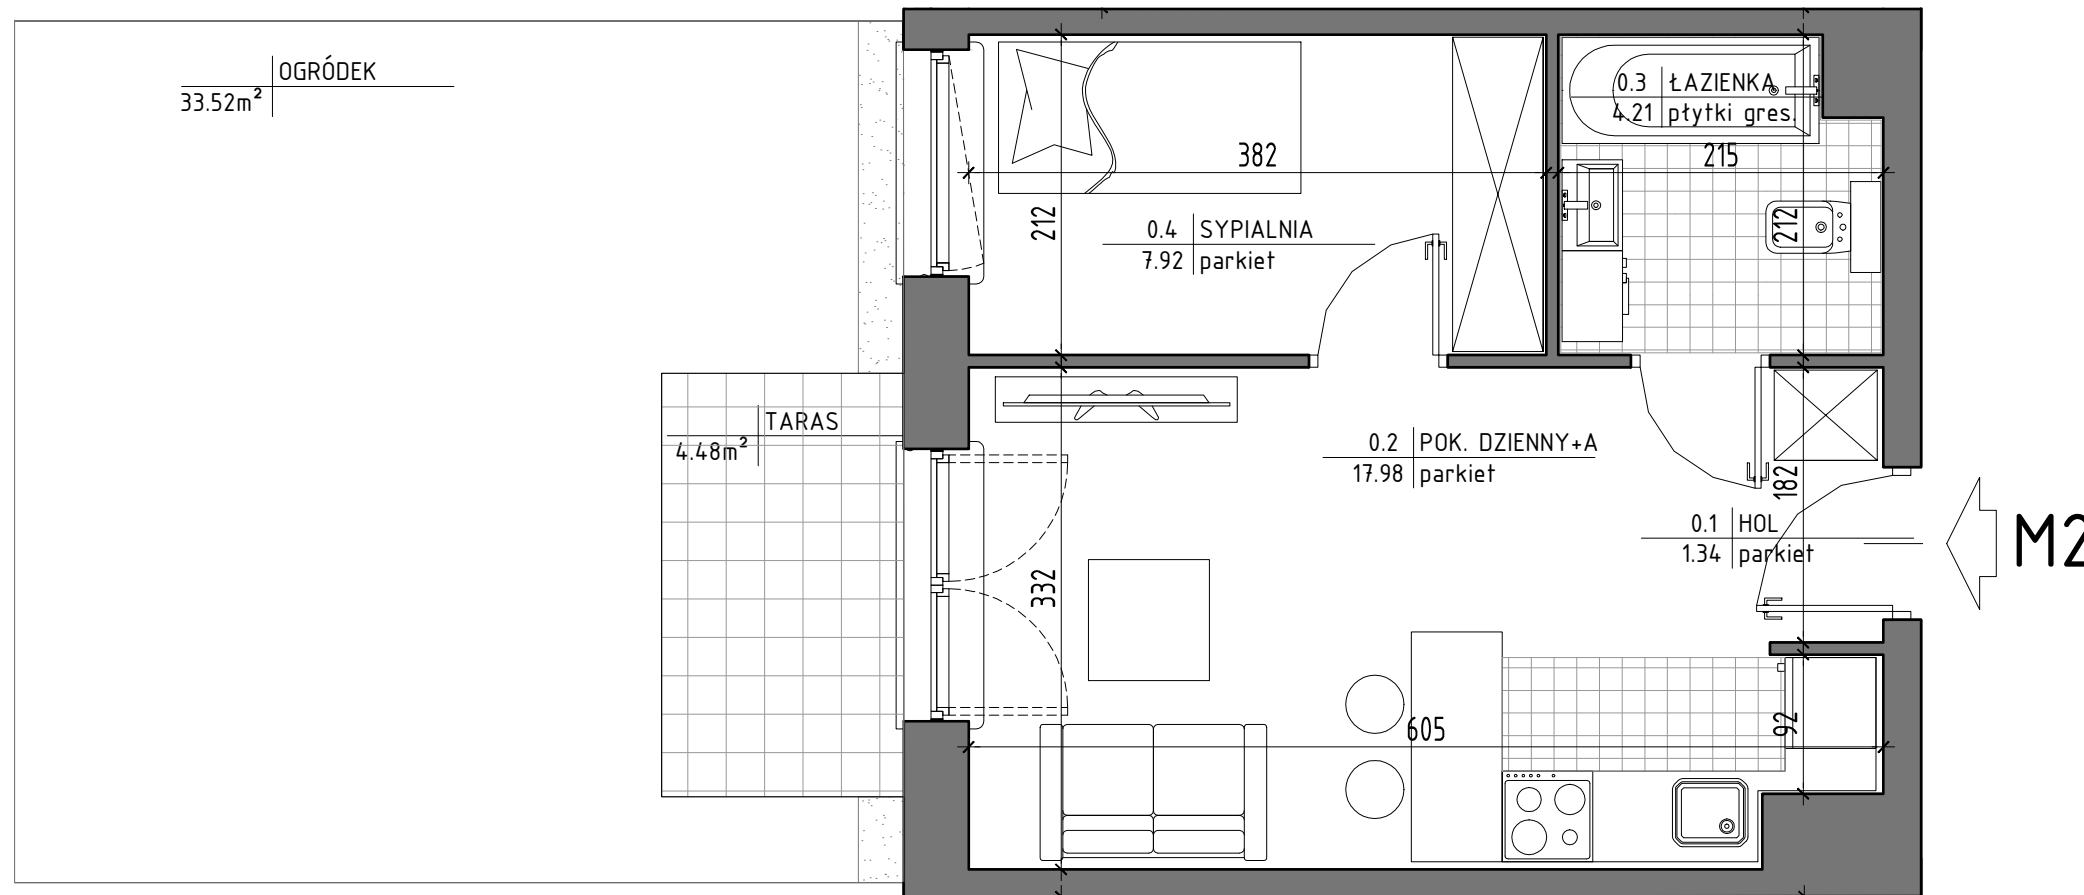 OGRÓDEK
33.52m²
0.3 ŁAZIENKA
4.21 płytki gres.
382
215
212
0.4 SYPIALNIA
7.92 parkiet
212
TARAS
4.48m²
0.2 POK. DZIENNY+A
17.98 parkiet
182
0.1 HOL
1.34 parkiet
M2
332
605
92